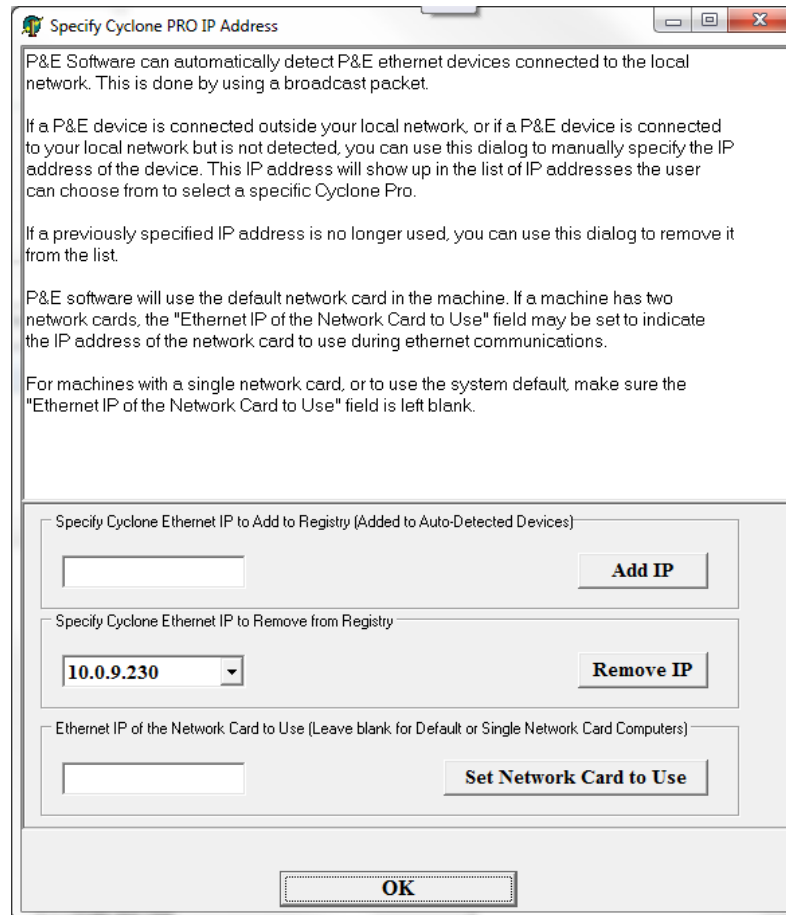 Specify Cyclone PRO IP Address
P&E Software can automatically detect P&E ethernet devices connected to the local
network. This is done by using a broadcast packet.
If a P&E device is connected outside your local network, or if a P&E device is connected
to your local network but is not detected, you can use this dialog to manually specify the IP
address of the device. This IP address will show up in the list of IP addresses the user
can choose from to select a specific Cyclone Pro.
If a previously specified IP address is no longer used, you can use this dialog to remove it
from the list.
P&E software will use the default network card in the machine. If a machine has two
network cards, the "Ethernet IP of the Network Card to Use" field may be set to indicate
the IP address of the network card to use during ethernet communications.
For machines with a single network card, or to use the system default, make sure the
"Ethernet IP of the Network Card to Use" field is left blank.
Specify Cyclone Ethernet IP to Add to Registry (Added to Auto-Detected Devices)
Add IP
Specify Cyclone Ethernet IP to Remove from Registry
10.0.9.230
Remove IP
Ethernet IP of the Network Card to Use (Leave blank for Default or Single Network Card Computers)
Set Network Card to Use
OK